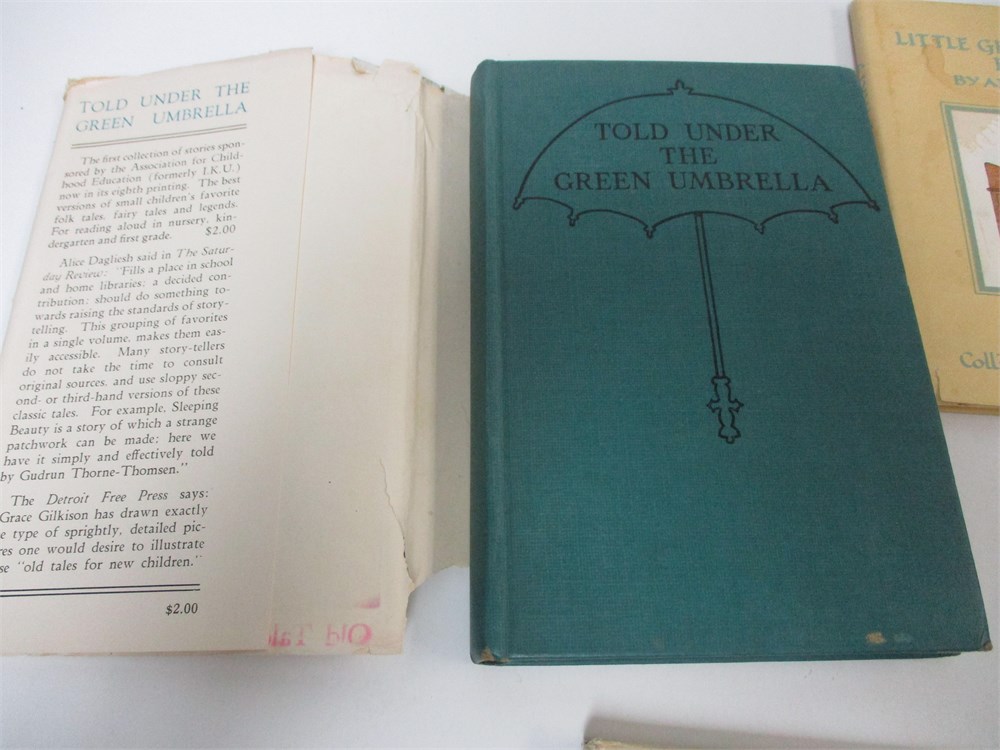 TOLD UNDER THE
GREEN UMBRELLA
The first collection of stories spon-
sored by the Association for Child-
hood Education (formerly I.K.U.)
now in its eighth printing. The best
versions of small children's favorite
folk tales, fairy tales and legends.
For reading aloud in nursery, kin-
dergarten and first grade. $2.00
Alice Dagliesh said in The Satur-
day Review: "Fills a place in school
and home libraries; a decided con-
tribution; should do something to-
wards raising the standards of story-
telling. This grouping of favorites
in a single volume, makes them eas-
ily accessible. Many story-tellers
do not take the time to consult
original sources, and use sloppy sec-
ond- or third-hand versions of these
classic tales. For example, Sleeping
Beauty is a story of which a strange
patchwork can be made; here we
have it simply and effectively told
by Gudrun Thorne-Thomsen."
The Detroit Free Press says:
Grace Gilkison has drawn exactly
type of sprightly, detailed pic-
one would desire to illustrate
"old tales for new children."
$2.00
TOLD UNDER
THE
GREEN UMBRELLA
LITTLE
BY